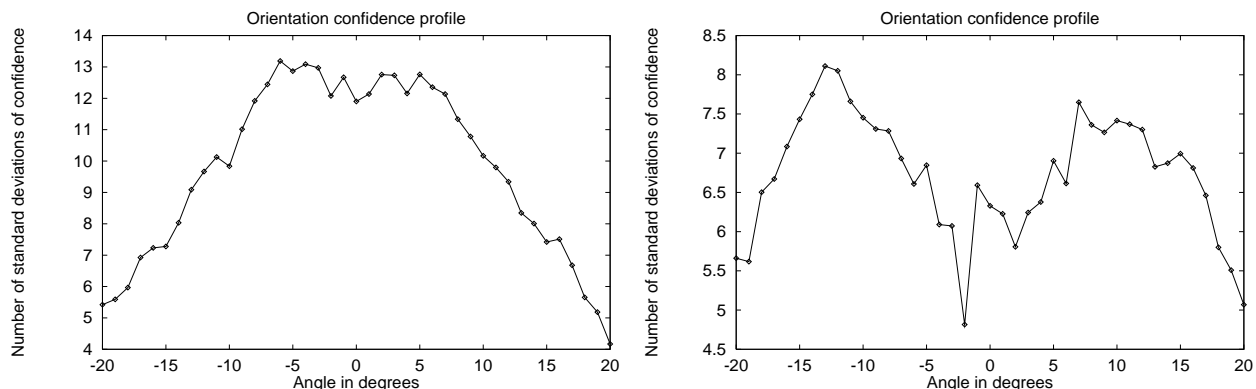 Orientation confidence profile
Number of standard deviations of confidence
14
13
12
11
10
9
8
7
6
5
4
-20 -15 -10 -5 0 5 10 15 20
Angle in degrees
Orientation confidence profile
Number of standard deviations of confidence
8.5
8
7.5
7
6.5
6
5.5
5
4.5
-20 -15 -10 -5 0 5 10 15 20
Angle in degrees